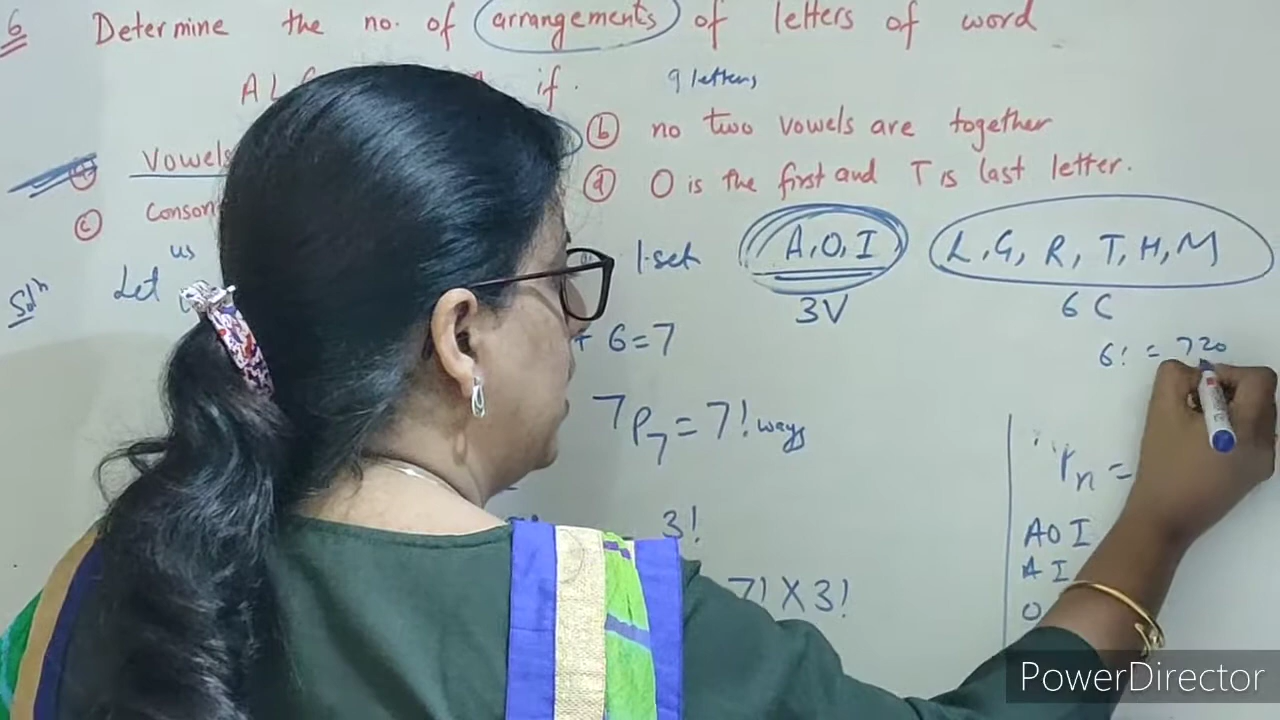 6 Determine the no. of arrangements of letters of word
AL if. 9 letters
Vowels (b) no two vowels are together
(c) conson (d) O is the first and T is last letter.
Solⁿ Let us 1-set A, O, I L, G, R, T, H, M
3V 6C
+ 6 = 7 6! = 720
⁷P₇ = 7! ways
Pn =
3! AOI
AI
7! X 3! O
PowerDirector